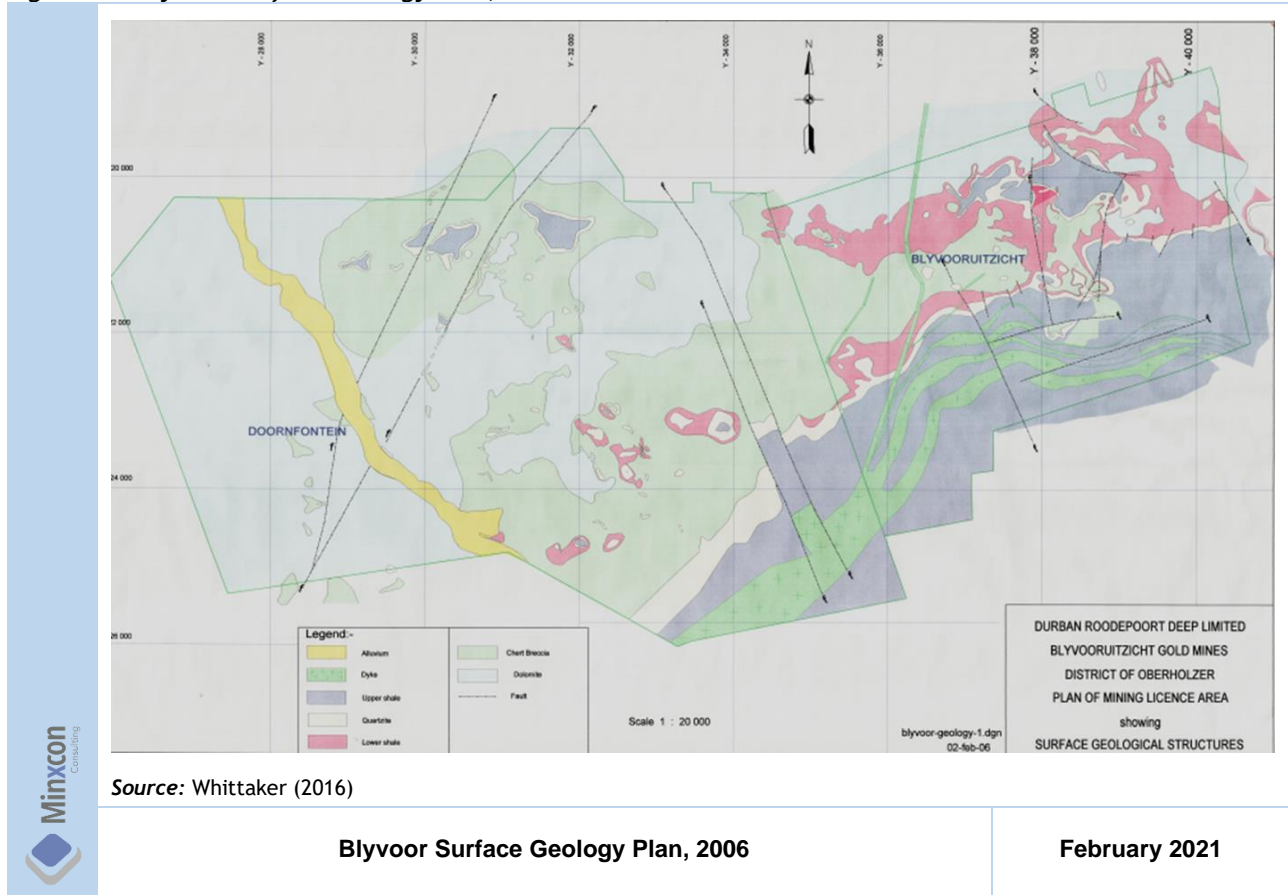 Y - 28 000
Y - 30 000
Y - 32 000
Y - 34 000
Y - 36 000
Y - 38 000
Y - 40 000
N
20 000
22 000
24 000
26 000
BLYVOORUITZICHT
DOORNFONTEIN
Legend:-
Alluvium
Dyke
Upper shale
Quartzite
Lower shale
Chert Breccia
Dolomite
Fault
Scale 1 : 20 000
blyvoor-geology-1.dgn
02-feb-06
DURBAN ROODEPOORT DEEP LIMITED
BLYVOORUITZICHT GOLD MINES
DISTRICT OF OBERHOLZER
PLAN OF MINING LICENCE AREA
showing
SURFACE GEOLOGICAL STRUCTURES
Minxcon
Consulting
Source: Whittaker (2016)
Blyvoor Surface Geology Plan, 2006
February 2021